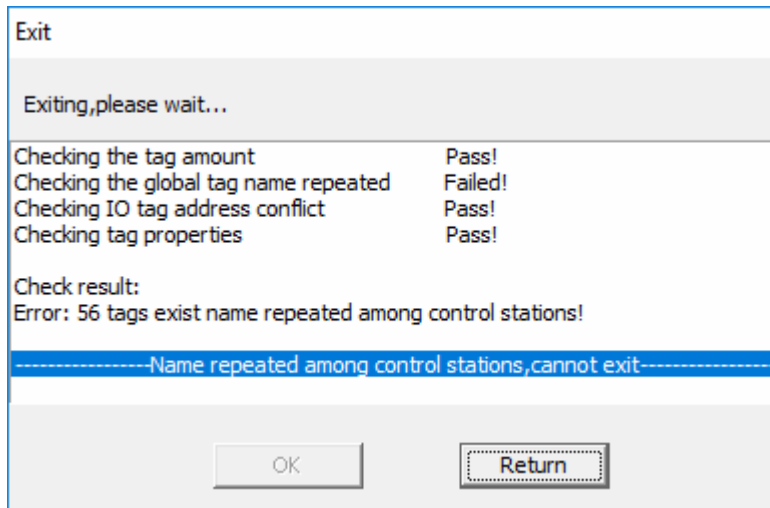 Exit
Exiting,please wait...
Checking the tag amount Pass!
Checking the global tag name repeated Failed!
Checking IO tag address conflict Pass!
Checking tag properties Pass!
Check result:
Error: 56 tags exist name repeated among control stations!
-----------------Name repeated among control stations,cannot exit-----------------
OK Return